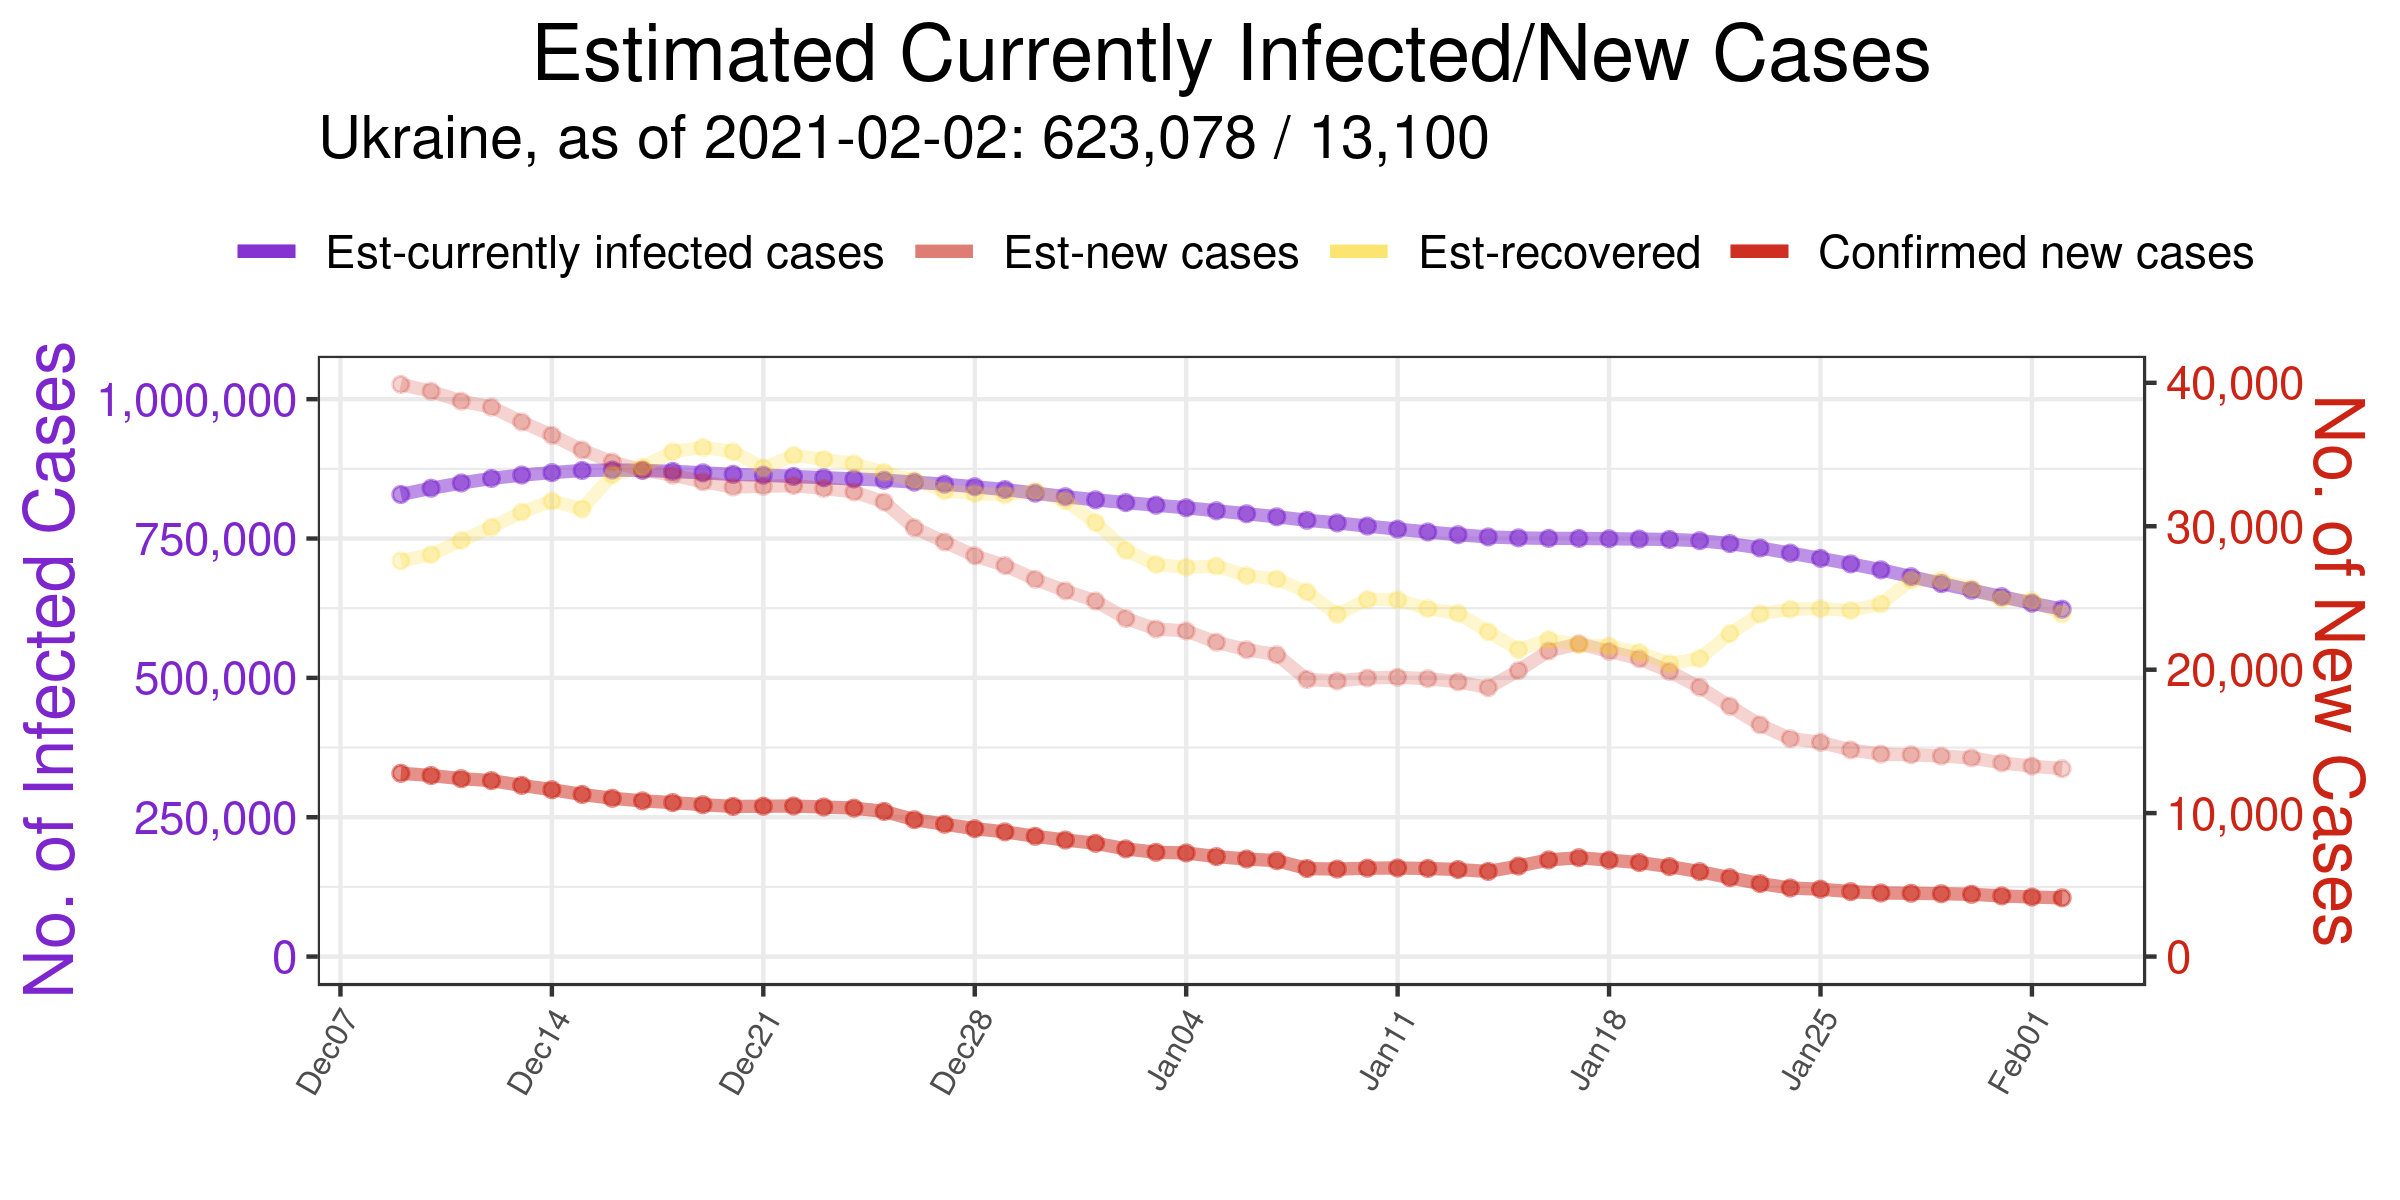 Estimated Currently Infected/New Cases
Ukraine, as of 2021-02-02: 623,078 / 13,100
Est-currently infected cases Est-new cases Est-recovered Confirmed new cases
No. of Infected Cases
1,000,000
750,000
500,000
250,000
0
40,000
30,000
20,000
10,000
0
No. of New Cases
Dec07 Dec14 Dec21 Dec28 Jan04 Jan11 Jan18 Jan25 Feb01